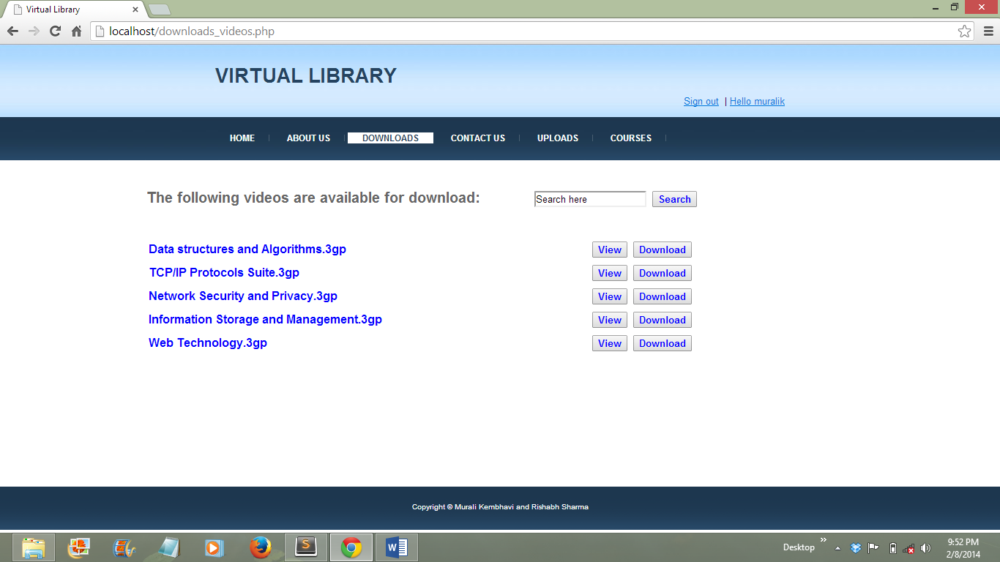 Virtual Library
localhost/downloads_videos.php
VIRTUAL LIBRARY
Sign out | Hello muralik
HOME ABOUT US DOWNLOADS CONTACT US UPLOADS COURSES
The following videos are available for download: Search here Search
Data structures and Algorithms.3gp View Download
TCP/IP Protocols Suite.3gp View Download
Network Security and Privacy.3gp View Download
Information Storage and Management.3gp View Download
Web Technology.3gp View Download
Copyright © Murali Kembhavi and Rishabh Sharma
Desktop 9:52 PM
2/8/2014